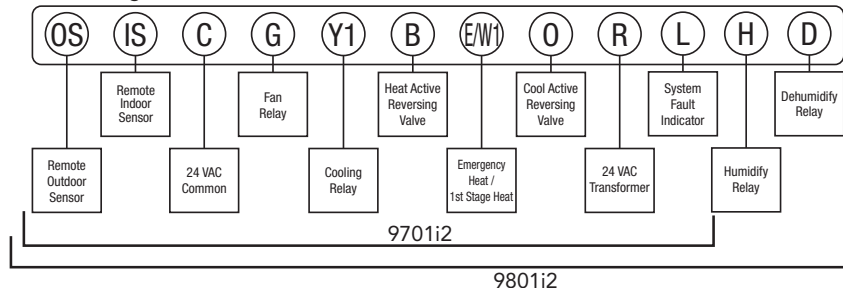 OS IS C G Y1 B E/W1 O R L H D
Remote
Indoor
Sensor
Fan
Relay
Heat Active
Reversing
Valve
Cool Active
Reversing
Valve
System
Fault
Indicator
Dehumidify
Relay
Remote
Outdoor
Sensor
24 VAC
Common
Cooling
Relay
Emergency
Heat /
1st Stage Heat
24 VAC
Transformer
Humidify
Relay
9701i2
9801i2